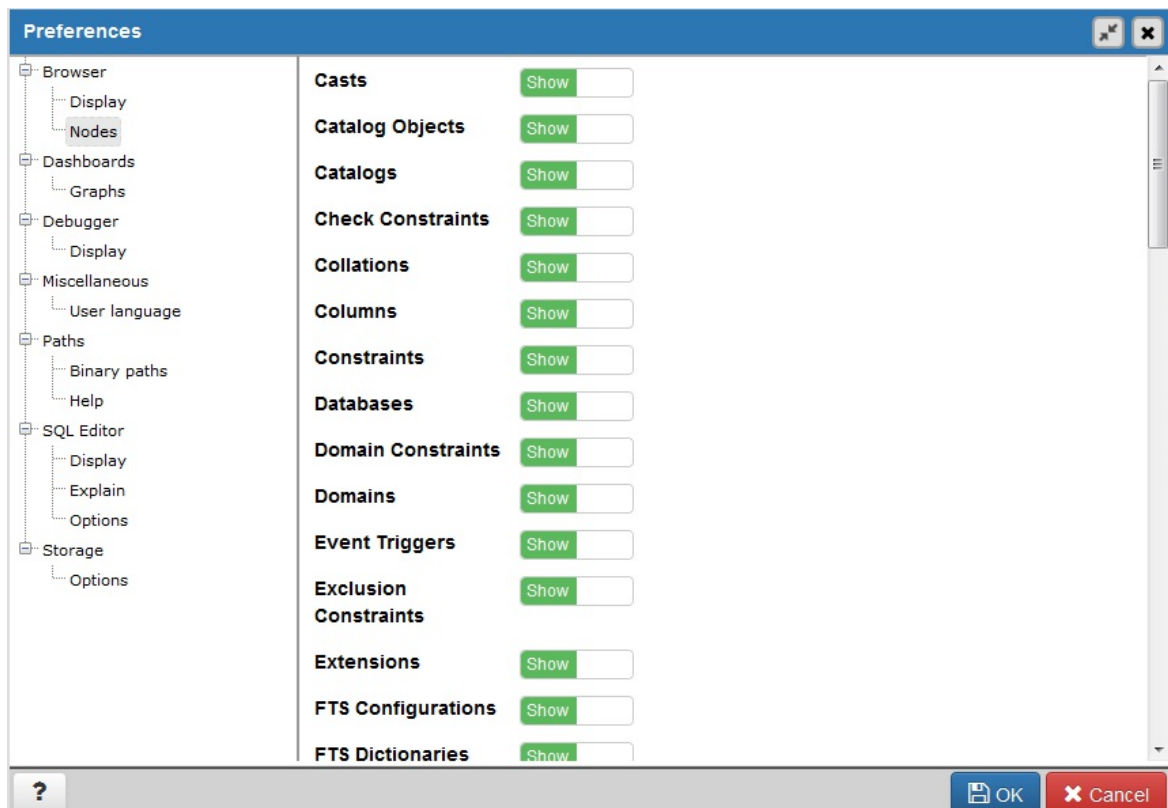 Preferences
Browser
Display
Nodes
Dashboards
Graphs
Debugger
Display
Miscellaneous
User language
Paths
Binary paths
Help
SQL Editor
Display
Explain
Options
Storage
Options
Casts Show
Catalog Objects Show
Catalogs Show
Check Constraints Show
Collations Show
Columns Show
Constraints Show
Databases Show
Domain Constraints Show
Domains Show
Event Triggers Show
Exclusion Show
Constraints
Extensions Show
FTS Configurations Show
FTS Dictionaries Show
? OK Cancel